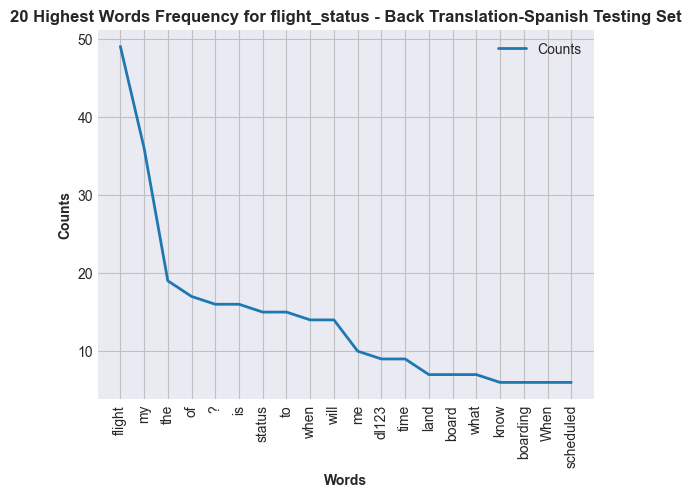 20 Highest Words Frequency for flight_status - Back Translation-Spanish Testing Set
Counts
50
40
30
20
10
Counts
flight
my
the
of
?
is
status
to
when
will
me
dl123
time
land
board
what
know
boarding
When
scheduled
Words